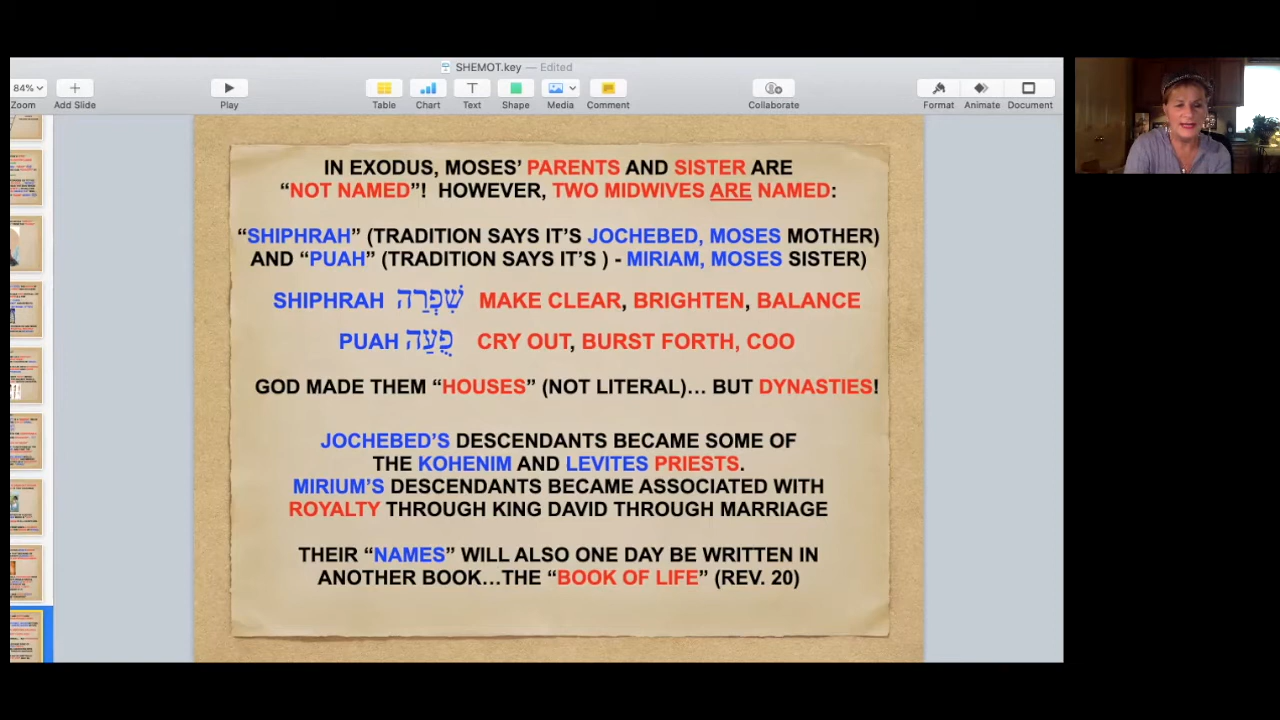 SHEMOT.key — Edited
84%
Zoom
Add Slide
Play
Table
Chart
Text
Shape
Media
Comment
Collaborate
Format
Animate
Document
IN EXODUS, MOSES’ PARENTS AND SISTER ARE
“NOT NAMED”! HOWEVER, TWO MIDWIVES ARE NAMED:
“SHIPHRAH” (TRADITION SAYS IT’S JOCHEBED, MOSES MOTHER)
AND “PUAH” (TRADITION SAYS IT’S ) - MIRIAM, MOSES SISTER)
SHIPHRAH שִׁפְרַה MAKE CLEAR, BRIGHTEN, BALANCE
PUAH פֻּעַה CRY OUT, BURST FORTH, COO
GOD MADE THEM “HOUSES” (NOT LITERAL)… BUT DYNASTIES!
JOCHEBED’S DESCENDANTS BECAME SOME OF
THE KOHENIM AND LEVITES PRIESTS.
MIRIUM’S DESCENDANTS BECAME ASSOCIATED WITH
ROYALTY THROUGH KING DAVID THROUGH MARRIAGE
THEIR “NAMES” WILL ALSO ONE DAY BE WRITTEN IN
ANOTHER BOOK…THE “BOOK OF LIFE” (REV. 20)